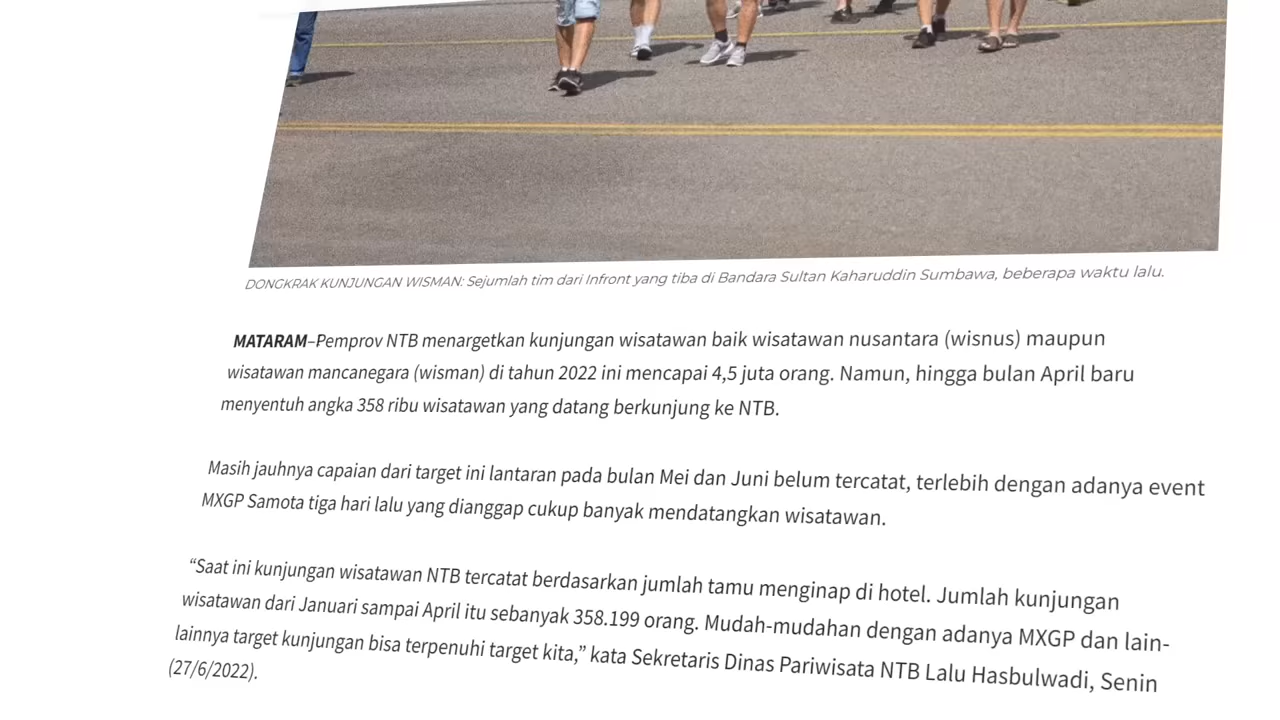 DONGKRAK KUNJUNGAN WISMAN: Sejumlah tim dari Infront yang tiba di Bandara Sultan Kaharuddin Sumbawa, beberapa waktu lalu.
MATARAM–Pemprov NTB menargetkan kunjungan wisatawan baik wisatawan nusantara (wisnus) maupun
wisatawan mancanegara (wisman) di tahun 2022 ini mencapai 4,5 juta orang. Namun, hingga bulan April baru
menyentuh angka 358 ribu wisatawan yang datang berkunjung ke NTB.
Masih jauhnya capaian dari target ini lantaran pada bulan Mei dan Juni belum tercatat, terlebih dengan adanya event
MXGP Samota tiga hari lalu yang dianggap cukup banyak mendatangkan wisatawan.
“Saat ini kunjungan wisatawan NTB tercatat berdasarkan jumlah tamu menginap di hotel. Jumlah kunjungan
wisatawan dari Januari sampai April itu sebanyak 358.199 orang. Mudah-mudahan dengan adanya MXGP dan lain-
lainnya target kunjungan bisa terpenuhi target kita,” kata Sekretaris Dinas Pariwisata NTB Lalu Hasbulwadi, Senin
(27/6/2022).